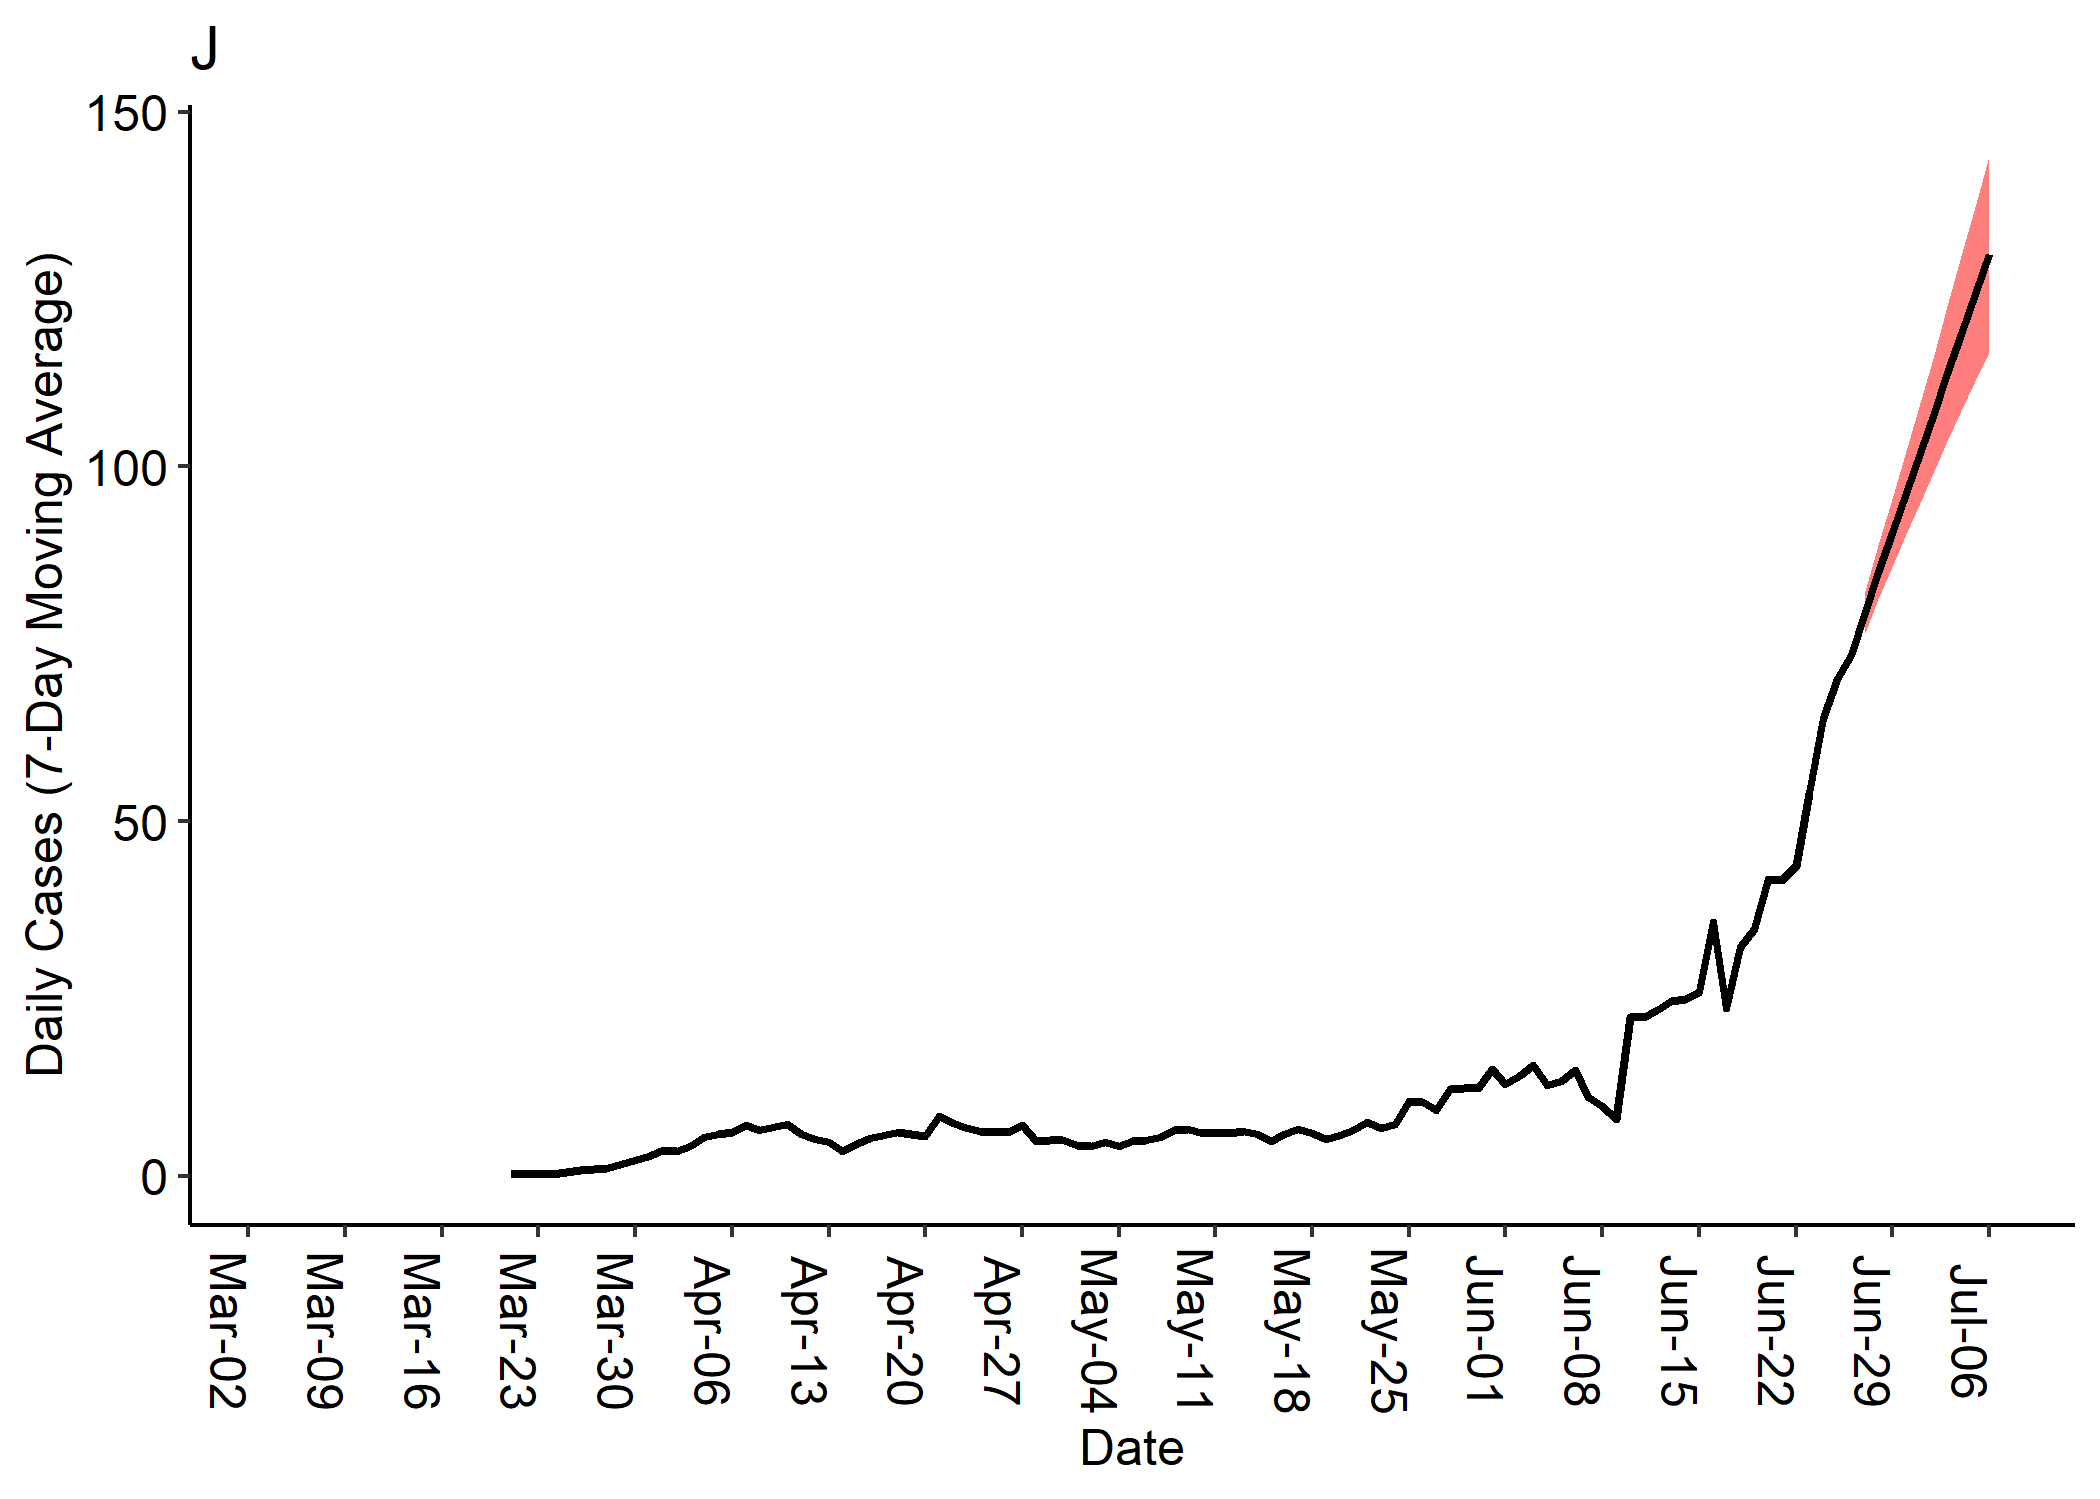 J
150
100
50
0
Daily Cases (7-Day Moving Average)
Mar-02
Mar-09
Mar-16
Mar-23
Mar-30
Apr-06
Apr-13
Apr-20
Apr-27
May-04
May-11
May-18
May-25
Jun-01
Jun-08
Jun-15
Jun-22
Jun-29
Jul-06
Date